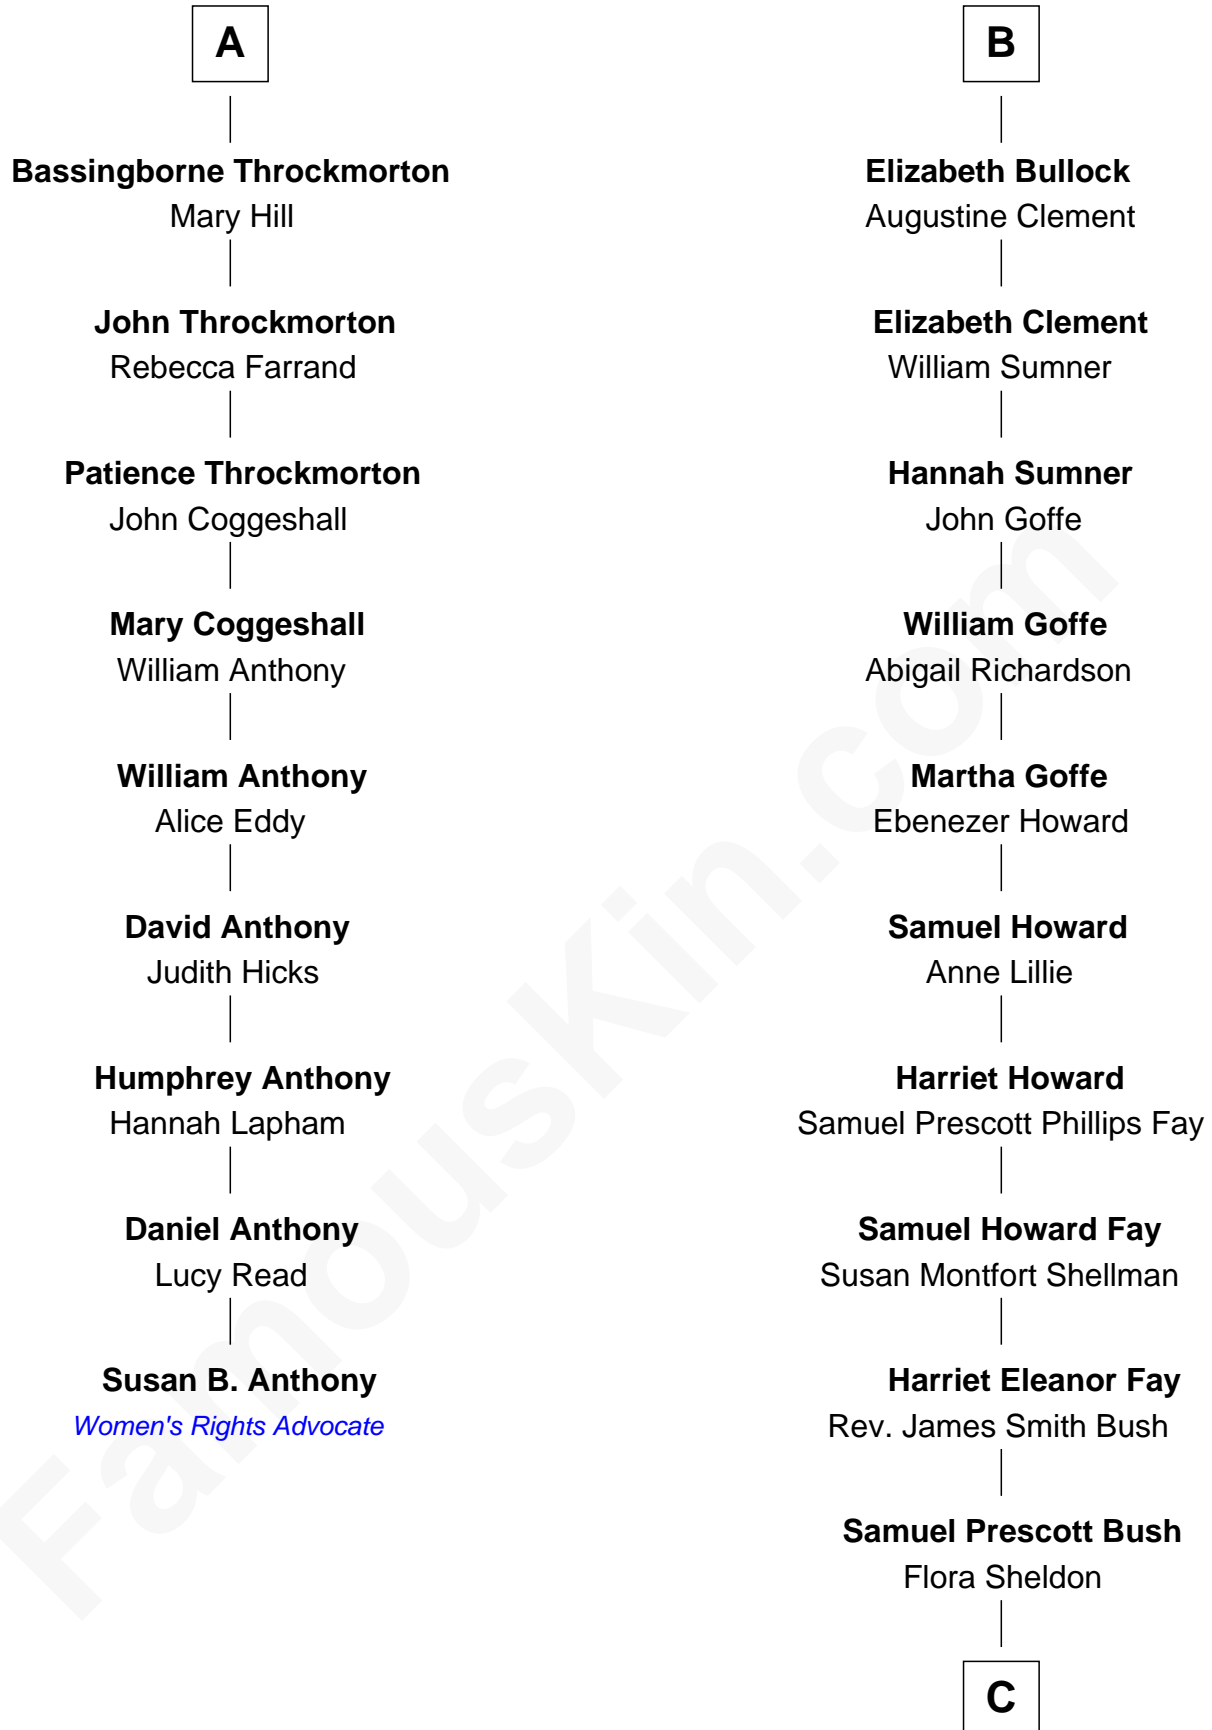 A
Bassingborne Throckmorton
Mary Hill
John Throckmorton
Rebecca Farrand
Patience Throckmorton
John Coggeshall
Mary Coggeshall
William Anthony
William Anthony
Alice Eddy
David Anthony
Judith Hicks
Humphrey Anthony
Hannah Lapham
Daniel Anthony
Lucy Read
Susan B. Anthony
Women's Rights Advocate
B
Elizabeth Bullock
Augustine Clement
Elizabeth Clement
William Sumner
Hannah Sumner
John Goffe
William Goffe
Abigail Richardson
Martha Goffe
Ebenezer Howard
Samuel Howard
Anne Lillie
Harriet Howard
Samuel Prescott Phillips Fay
Samuel Howard Fay
Susan Montfort Shellman
Harriet Eleanor Fay
Rev. James Smith Bush
Samuel Prescott Bush
Flora Sheldon
C
FamousKin.com